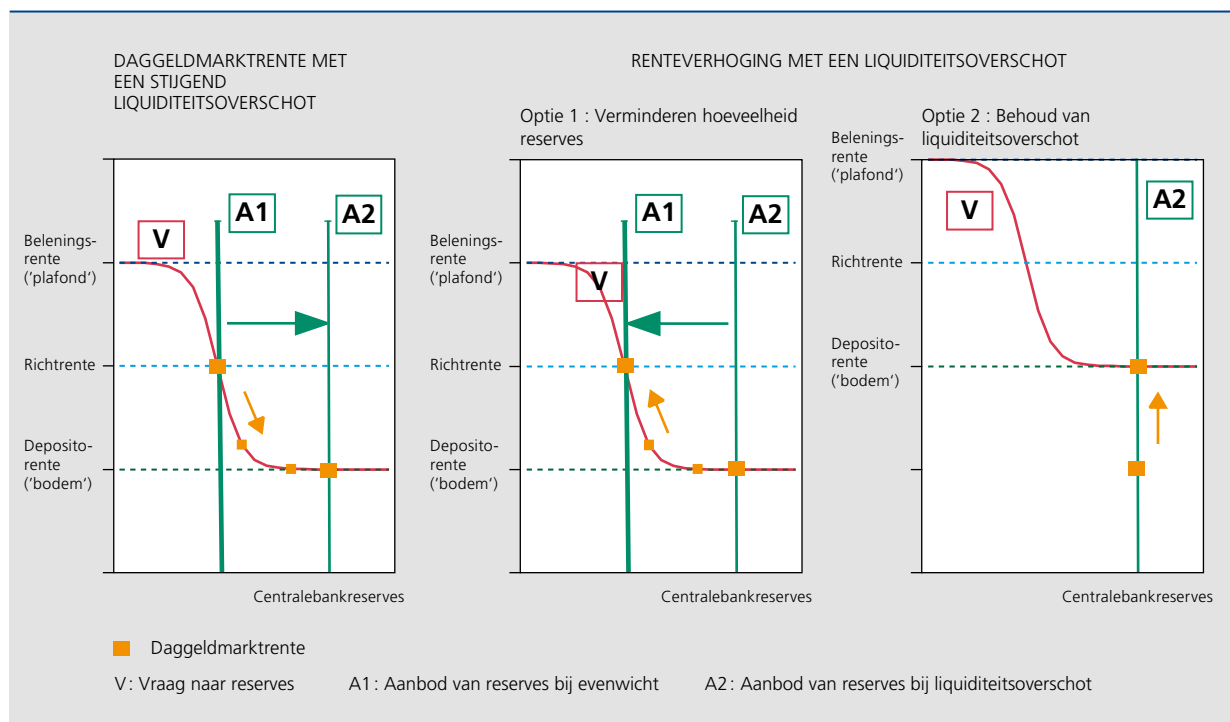 DAGGELDMARKTRENTE MET
EEN STIJGEND
LIQUIDITEITSOVERSCHOT
RENTEVERHOGING MET EEN LIQUIDITEITSOVERSCHOT
Optie 1 : Verminderen hoeveelheid
reserves
Optie 2 : Behoud van
liquiditeitsoverschot
V
A1
A2
Belenings-
rente
('plafond')
Richtrente
Deposito-
rente
('bodem')
Centralebankreserves
V
A1
A2
Belenings-
rente
('plafond')
Richtrente
Deposito-
rente
('bodem')
Centralebankreserves
V
A2
Belenings-
rente
('plafond')
Richtrente
Deposito-
rente
('bodem')
Centralebankreserves
Daggeldmarktrente
V : Vraag naar reserves
A1 : Aanbod van reserves bij evenwicht
A2 : Aanbod van reserves bij liquiditeitsoverschot